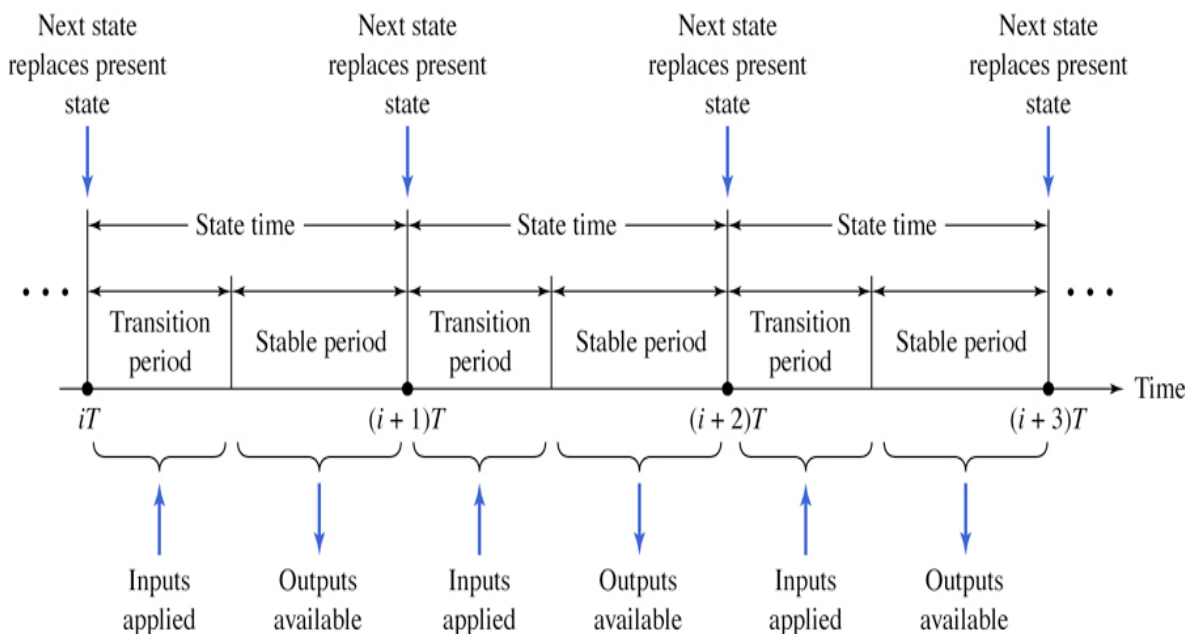 Next state
replaces present
state
Next state
replaces present
state
Next state
replaces present
state
Next state
replaces present
state
State time
State time
State time
• • •
• • •
Transition
period
Stable period
Transition
period
Stable period
Transition
period
Stable period
Time
iT
(i + 1)T
(i + 2)T
(i + 3)T
Inputs
applied
Outputs
available
Inputs
applied
Outputs
available
Inputs
applied
Outputs
available